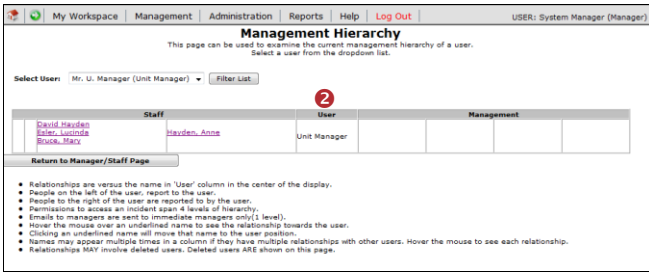 My Workspace Management Administration Reports Help Log Out USER: System Manager (Manager)
Management Hierarchy
This page can be used to examine the current management hierarchy of a user.
Select a user from the dropdown list.
Select User: Mr. U. Manager (Unit Manager) Filter List
2
Staff User Management
David Hayden
Esler, Lucinda Hayden, Anne Unit Manager
Bruce, Mary
Return to Manager/Staff Page
• Relationships are versus the name in 'User' column in the center of the display.
• People on the left of the user, report to the user.
• People to the right of the user are reported to by the user.
• Permissions to access an incident span 4 levels of hierarchy.
• Emails to managers are sent to immediate managers only(1 level).
• Hover the mouse over an underlined name to see the relationship towards the user.
• Clicking an underlined name will move that name to the user position.
• Names may appear multiple times in a column if they have multiple relationships with other users. Hover the mouse to see each relationship.
• Relationships MAY involve deleted users. Deleted users ARE shown on this page.